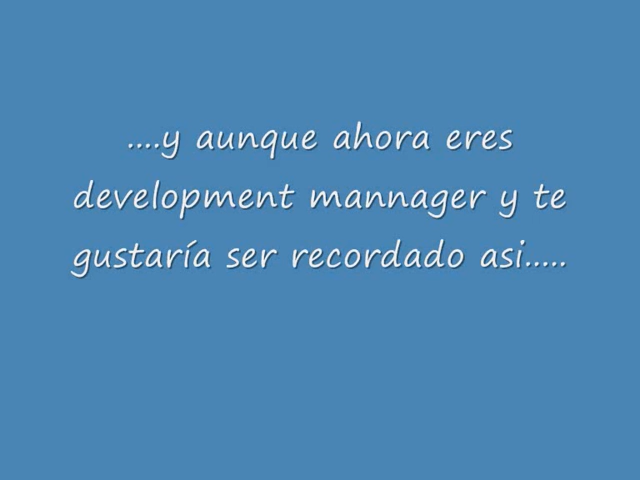 ....y aunque ahora eres
development mannager y te
gustaría ser recordado asi.....